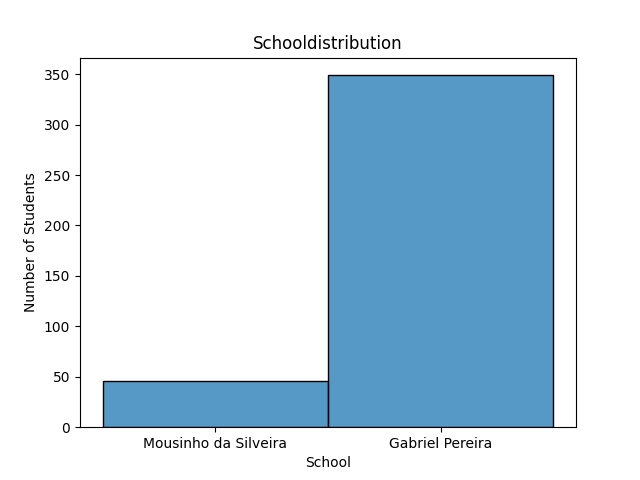 Schooldistribution
350
300
250
200
150
100
50
0
Number of Students
Mousinho da Silveira
Gabriel Pereira
School